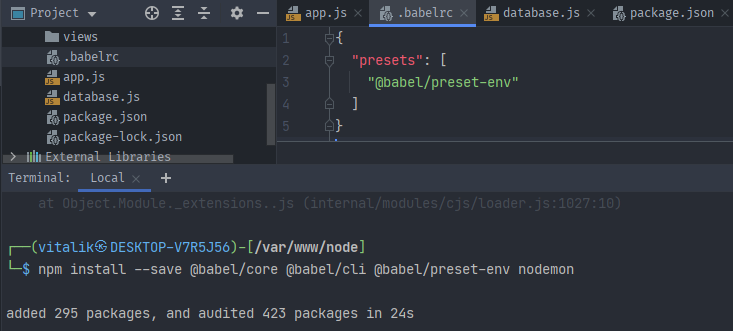 Project
views
.babelrc
app.js
database.js
package.json
package-lock.json
External Libraries
app.js
.babelrc
database.js
package.json
1 {
2 "presets": [
3 "@babel/preset-env"
4 ]
5 }
Terminal: Local
at Object.Module._extensions..js (internal/modules/cjs/loader.js:1027:10)
┌──(vitalik㉿DESKTOP-V7R5J56)-[/var/www/node]
└─$ npm install --save @babel/core @babel/cli @babel/preset-env nodemon
added 295 packages, and audited 423 packages in 24s